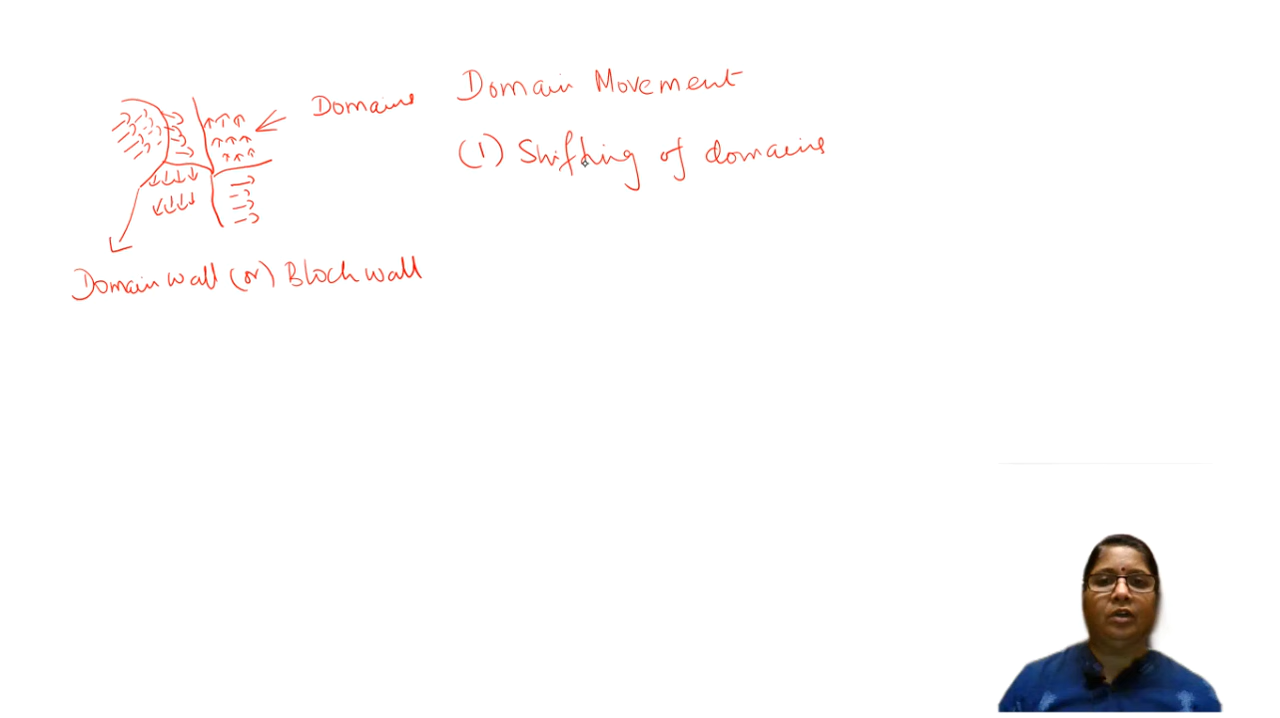 Domain Movement
Domains
(1) Shifting of domains
Domain wall (or) Bloch wall